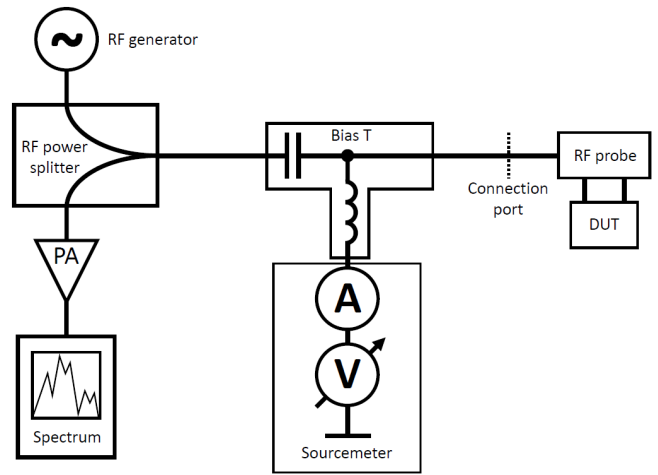 RF generator
RF power
splitter
Bias T
RF probe
Connection
port
DUT
PA
A
V
Spectrum
Sourcemeter